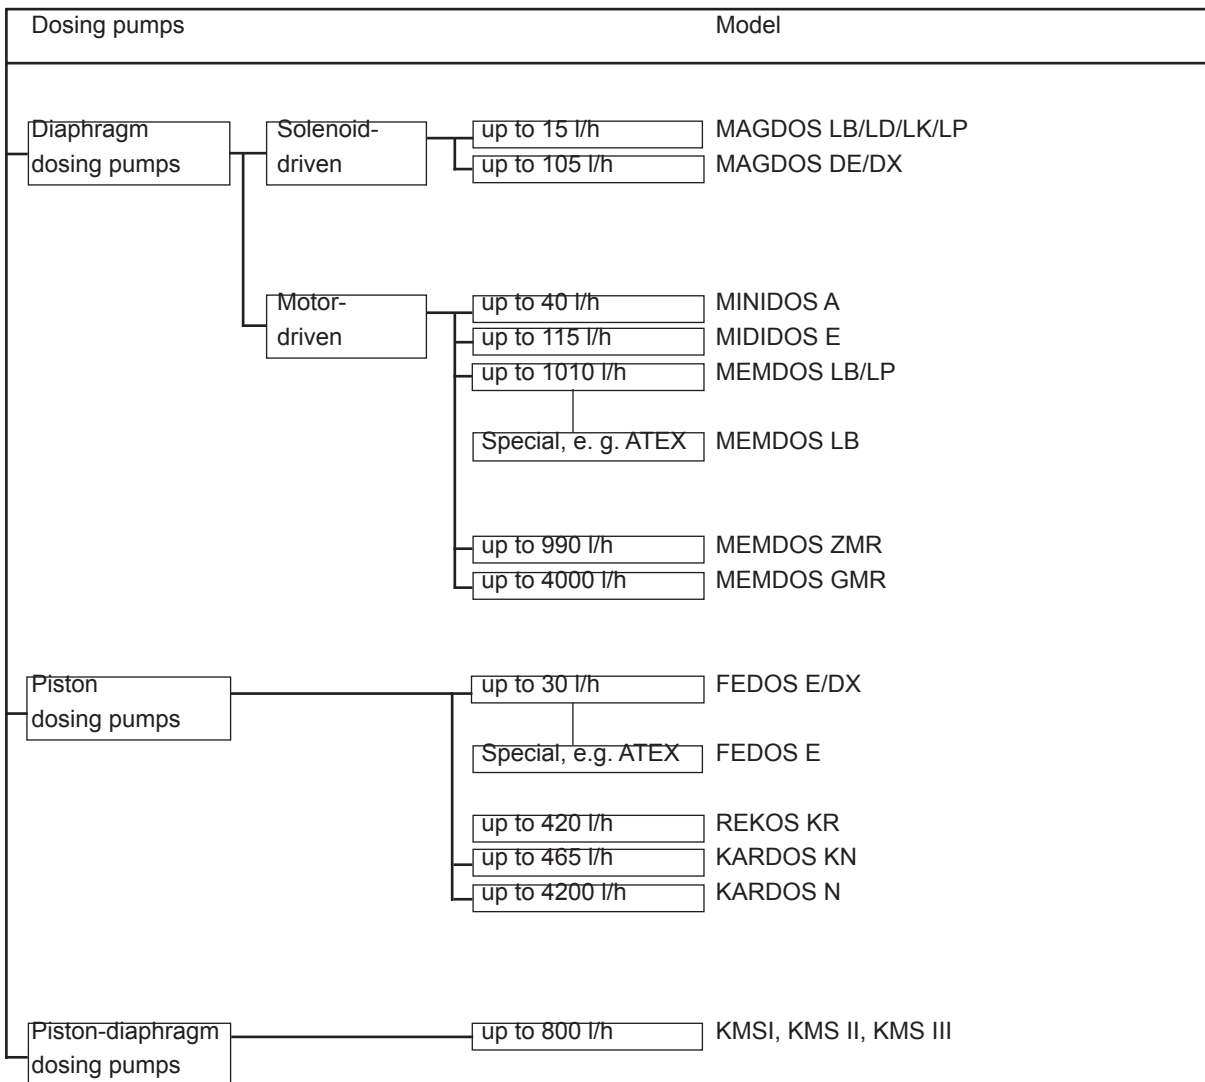 Dosing pumps Model
Diaphragm
dosing pumps
Solenoid-
driven
up to 15 l/h MAGDOS LB/LD/LK/LP
up to 105 l/h MAGDOS DE/DX
Motor-
driven
up to 40 l/h MINIDOS A
up to 115 l/h MIDIDOS E
up to 1010 l/h MEMDOS LB/LP
Special, e. g. ATEX MEMDOS LB
up to 990 l/h MEMDOS ZMR
up to 4000 l/h MEMDOS GMR
Piston
dosing pumps
up to 30 l/h FEDOS E/DX
Special, e.g. ATEX FEDOS E
up to 420 l/h REKOS KR
up to 465 l/h KARDOS KN
up to 4200 l/h KARDOS N
Piston-diaphragm
dosing pumps
up to 800 l/h KMSI, KMS II, KMS III